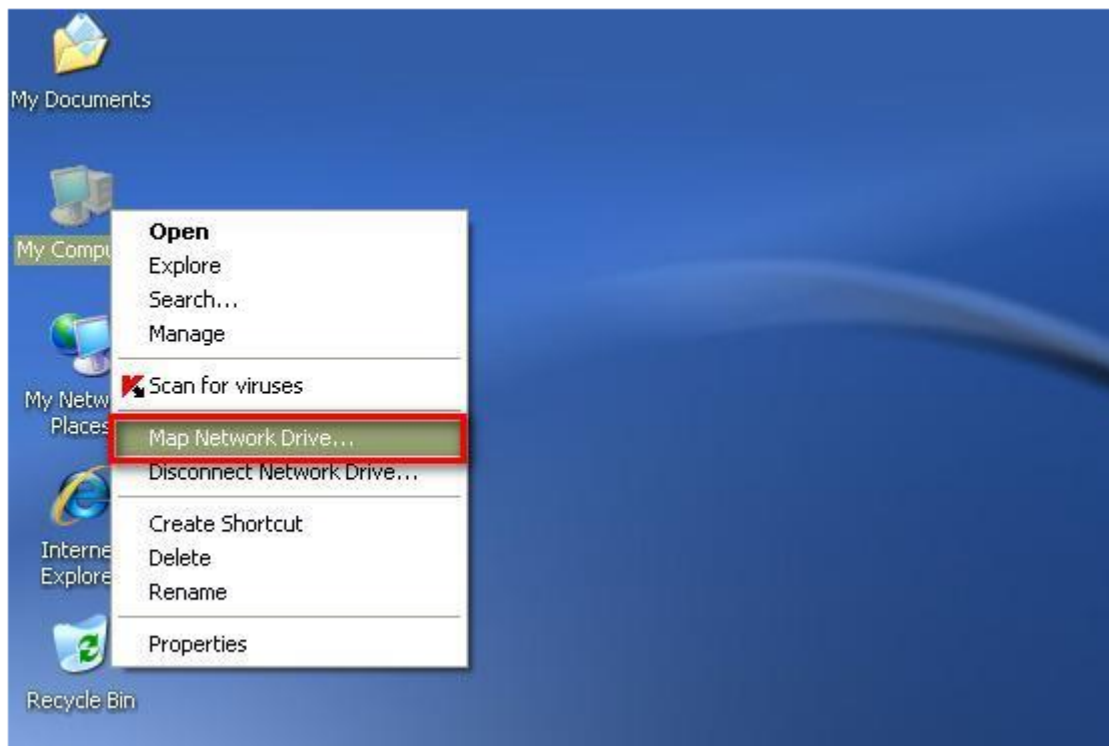 My Documents
My Compu
My Netw
Places
Interne
Explore
Recycle Bin
Open
Explore
Search...
Manage
Scan for viruses
Map Network Drive...
Disconnect Network Drive...
Create Shortcut
Delete
Rename
Properties